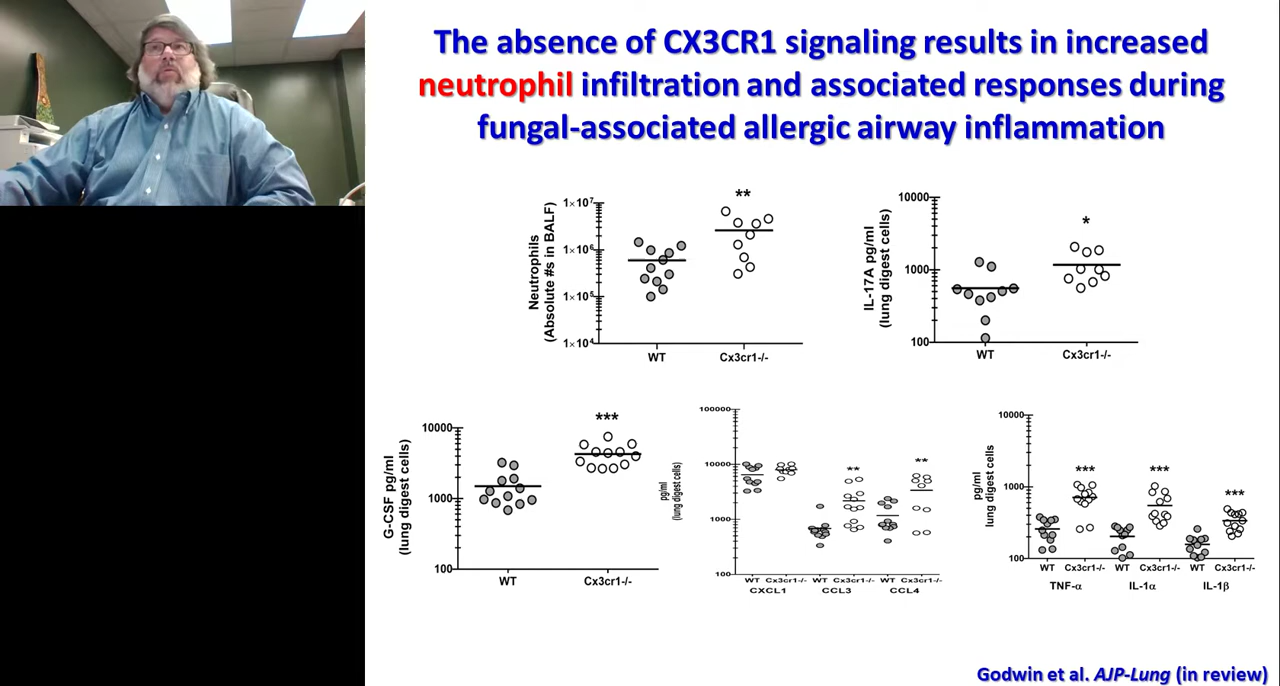 The absence of CX3CR1 signaling results in increased
neutrophil infiltration and associated responses during
fungal-associated allergic airway inflammation
Neutrophils
(Absolute #s in BALF)
1×10⁷
1×10⁶
1×10⁵
1×10⁴
**
WT
Cx3cr1-/-
IL-17A pg/ml
(lung digest cells)
10000
1000
100
*
WT
Cx3cr1-/-
G-CSF pg/ml
(lung digest cells)
10000
1000
100
***
WT
Cx3cr1-/-
pg/ml
(lung digest cells)
100000
10000
1000
100
**
**
WT Cx3cr1-/- WT Cx3cr1-/- WT Cx3cr1-/-
CXCL1 CCL3 CCL4
pg/ml
lung digest cells)
10000
1000
100
***
***
***
WT Cx3cr1-/- WT Cx3cr1-/- WT Cx3cr1-/-
TNF-α IL-1α IL-1β
Godwin et al. AJP-Lung (in review)